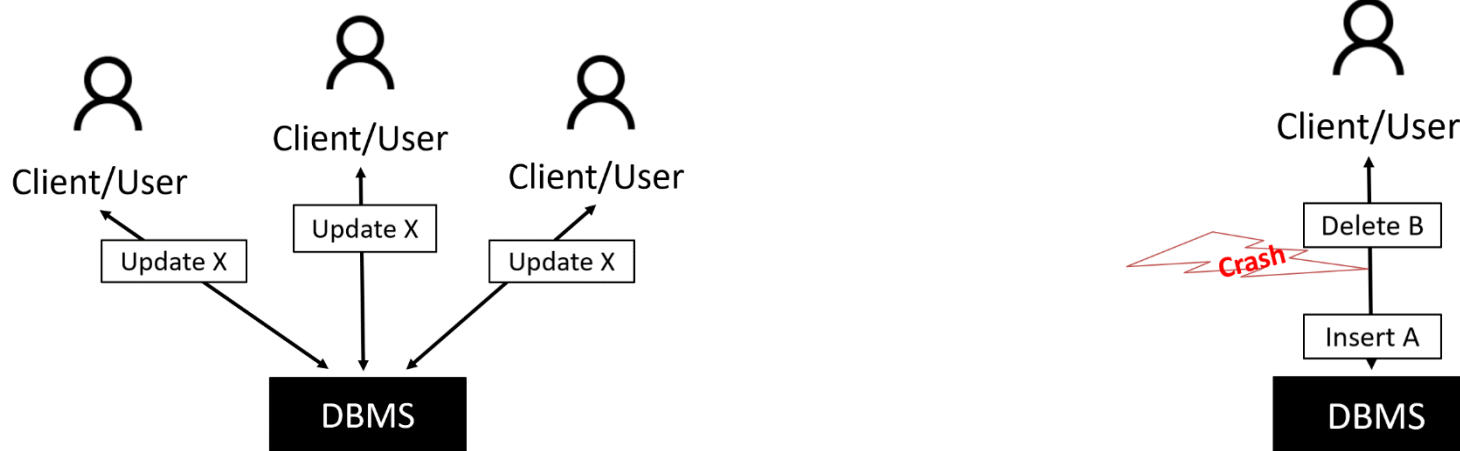 Client/User
Client/User
Client/User
Update X
Update X
Update X
DBMS
Client/User
Delete B
Crash
Insert A
DBMS